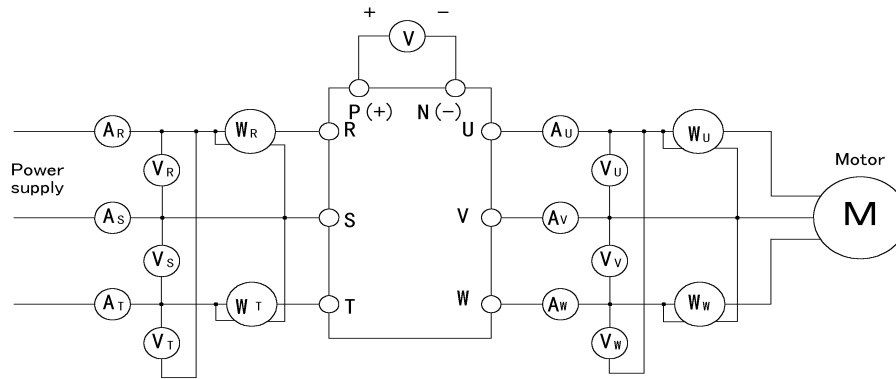 + −
V
P(+) N(−)
AR WR R U AU WU
Power
supply
VR VU
Motor
AS S V AV M
VS VV
AT WT T W AW WW
VT VW